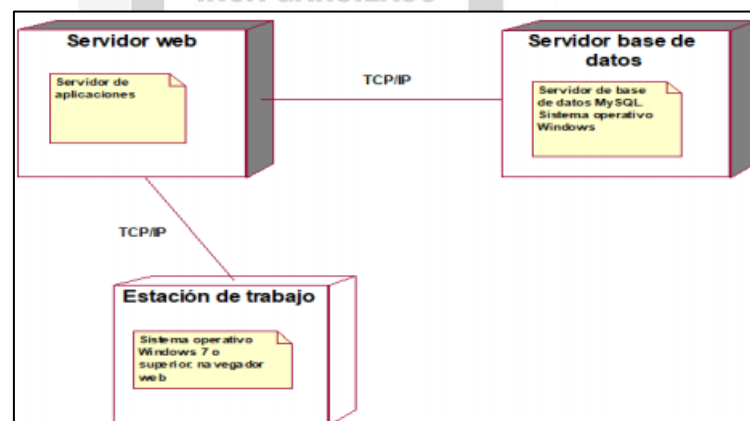 Servidor web
Servidor de
aplicaciones
TCP/IP
Servidor base de
datos
Servidor de base
de datos MySQL.
Sistema operativo
Windows
TCP/IP
Estación de trabajo
Sistema operativo
Windows 7 o
superior. navegador
web